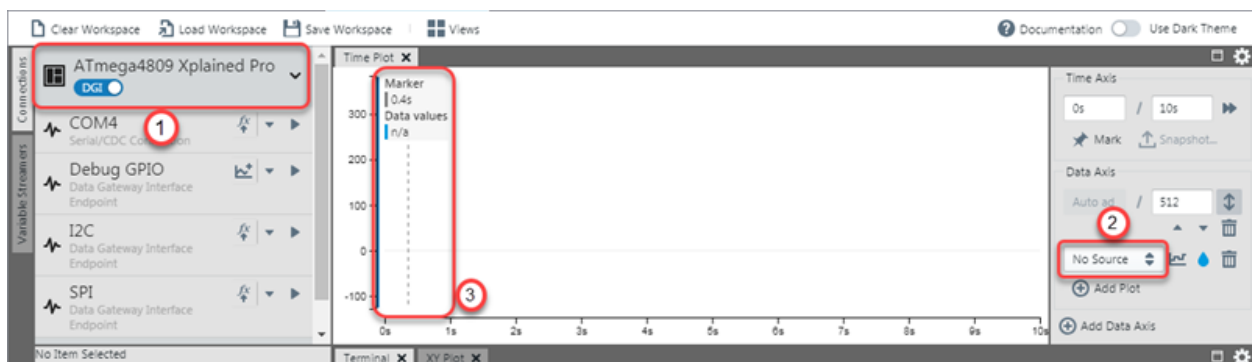 Clear Workspace Load Workspace Save Workspace Views Documentation Use Dark Theme
Connections
Variable Streamers
ATmega4809 Xplained Pro
DGI
1
COM4
Serial/CDC Connection
Debug GPIO
Data Gateway Interface
Endpoint
I2C
Data Gateway Interface
Endpoint
SPI
Data Gateway Interface
Endpoint
No Item Selected
Time Plot
Marker
0.4s
Data values
n/a
300
200
100
0
-100
0s 1s 2s 3s 4s 5s 6s 7s 8s 9s 10s
3
Terminal XY Plot
Time Axis
0s / 10s
Mark Snapshot...
Data Axis
Auto ad / 512
2
No Source
Add Plot
Add Data Axis